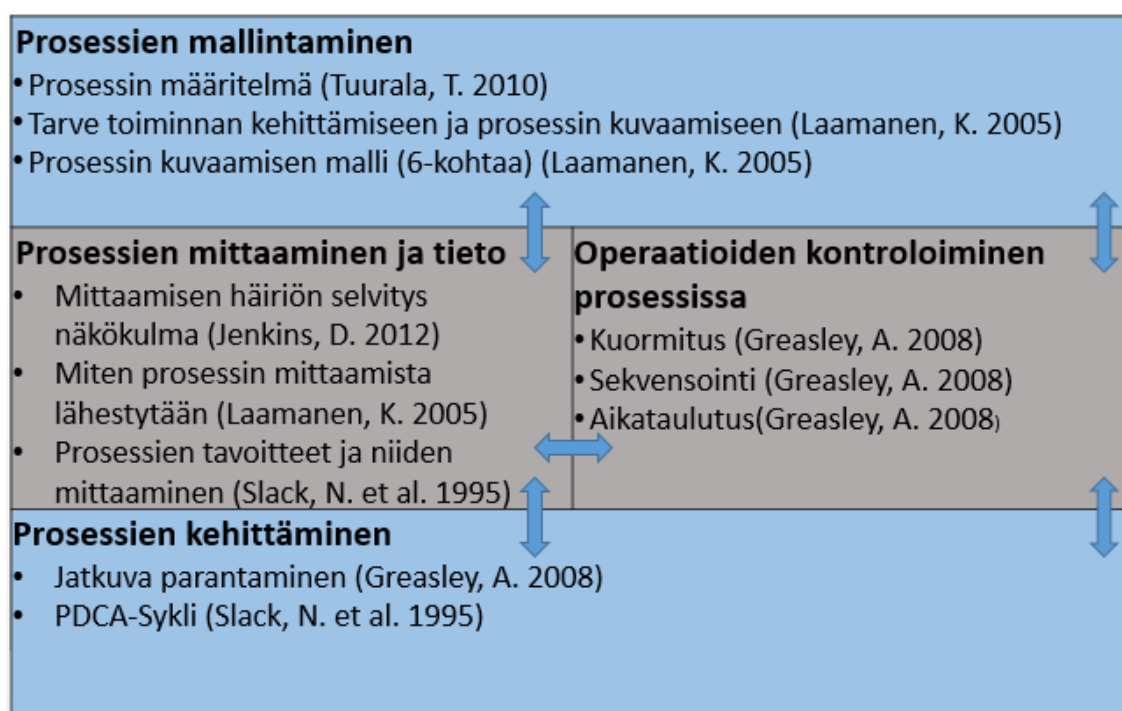 Prosessien mallintaminen
• Prosessin määritelmä (Tuurala, T. 2010)
• Tarve toiminnan kehittämiseen ja prosessin kuvaamiseen (Laamanen, K. 2005)
• Prosessin kuvaamisen malli (6-kohtaa) (Laamanen, K. 2005)
Prosessien mittaaminen ja tieto
• Mittaamisen häiriön selvitys
näkökulma (Jenkins, D. 2012)
• Miten prosessin mittaamista
lähestytään (Laamanen, K. 2005)
• Prosessien tavoitteet ja niiden
mittaaminen (Slack, N. et al. 1995)
Operaatioiden kontroloiminen
prosessissa
• Kuormitus (Greasley, A. 2008)
• Sekvensointi (Greasley, A. 2008)
• Aikataulutus(Greasley, A. 2008)
Prosessien kehittäminen
• Jatkuva parantaminen (Greasley, A. 2008)
• PDCA-Sykli (Slack, N. et al. 1995)